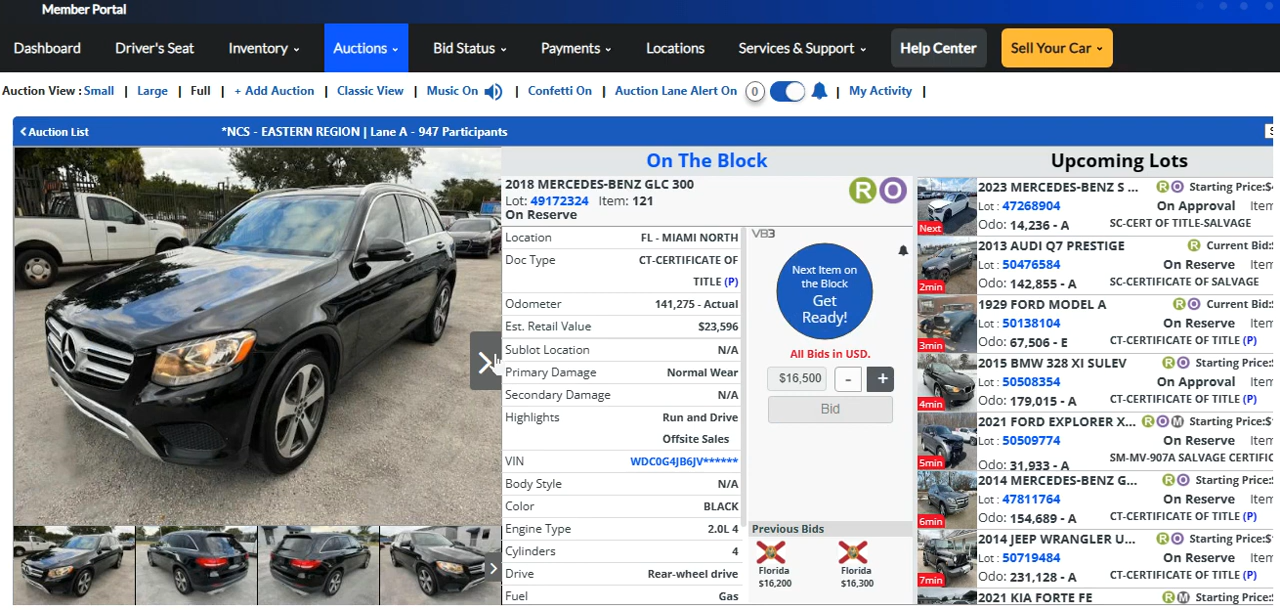 Member Portal
Dashboard Driver's Seat Inventory Auctions Bid Status Payments Locations Services & Support Help Center Sell Your Car
Auction View : Small | Large | Full | + Add Auction | Classic View | Music On | Confetti On | Auction Lane Alert On 0 | My Activity |
Auction List *NCS - EASTERN REGION | Lane A - 947 Participants
On The Block
2018 MERCEDES-BENZ GLC 300
Lot: 49172324 Item: 121
On Reserve
R O
Location FL - MIAMI NORTH
Doc Type CT-CERTIFICATE OF
TITLE (P)
Odometer 141,275 - Actual
Est. Retail Value $23,596
Sublot Location N/A
Primary Damage Normal Wear
Secondary Damage N/A
Highlights Run and Drive
Offsite Sales
VIN WDC0G4JB6JV******
Body Style N/A
Color BLACK
Engine Type 2.0L 4
Cylinders 4
Drive Rear-wheel drive
Fuel Gas
VB3
Next Item on
the Block
Get
Ready!
All Bids in USD.
$16,500 - +
Bid
Previous Bids
Florida Florida
$16,200 $16,300
Upcoming Lots
2023 MERCEDES-BENZ S ... R O Starting Price:$
Lot : 47268904 On Approval Item
Odo: 14,236 - A SC-CERT OF TITLE-SALVAGE
Next
2013 AUDI Q7 PRESTIGE R Current Bid:
Lot : 50476584 On Reserve Item
Odo: 142,855 - A SC-CERTIFICATE OF SALVAGE
2min
1929 FORD MODEL A R O Current Bid:
Lot : 50138104 On Reserve Item
Odo: 67,506 - E CT-CERTIFICATE OF TITLE (P)
3min
2015 BMW 328 XI SULEV R O Starting Price:
Lot : 50508354 On Approval Item
Odo: 179,015 - A CT-CERTIFICATE OF TITLE (P)
4min
2021 FORD EXPLORER X... R O M Starting Price:
Lot : 50509774 On Reserve Item
Odo: 31,933 - A SM-MV-907A SALVAGE CERTIFIC
5min
2014 MERCEDES-BENZ G... R O Starting Price:
Lot : 47811764 On Reserve Item
Odo: 154,689 - A CT-CERTIFICATE OF TITLE (P)
6min
2014 JEEP WRANGLER U... R O Starting Price:
Lot : 50719484 On Reserve Item
Odo: 231,128 - A CT-CERTIFICATE OF TITLE (P)
7min
2021 KIA FORTE FE R M Starting Price: